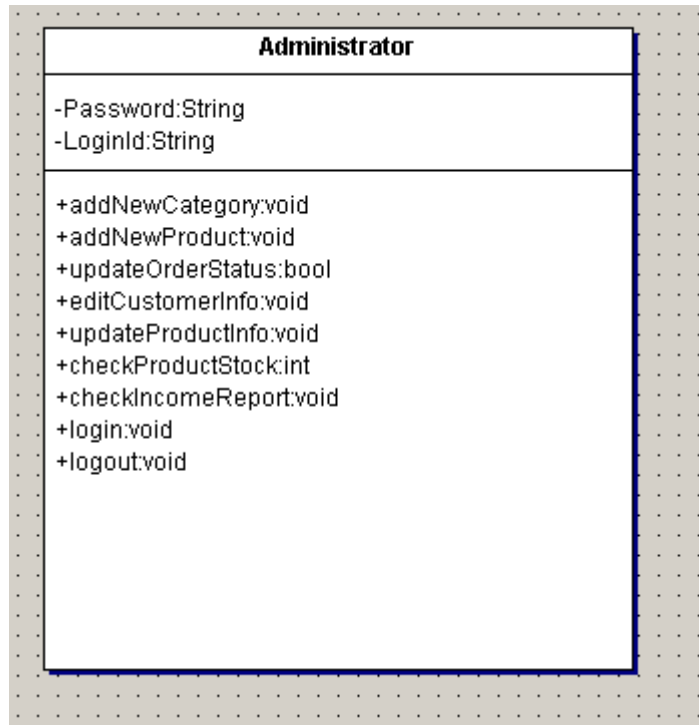 Administrator
-Password:String
-LoginId:String
+addNewCategory:void
+addNewProduct:void
+updateOrderStatus:bool
+editCustomerInfo:void
+updateProductInfo:void
+checkProductStock:int
+checkIncomeReport:void
+login:void
+logout:void